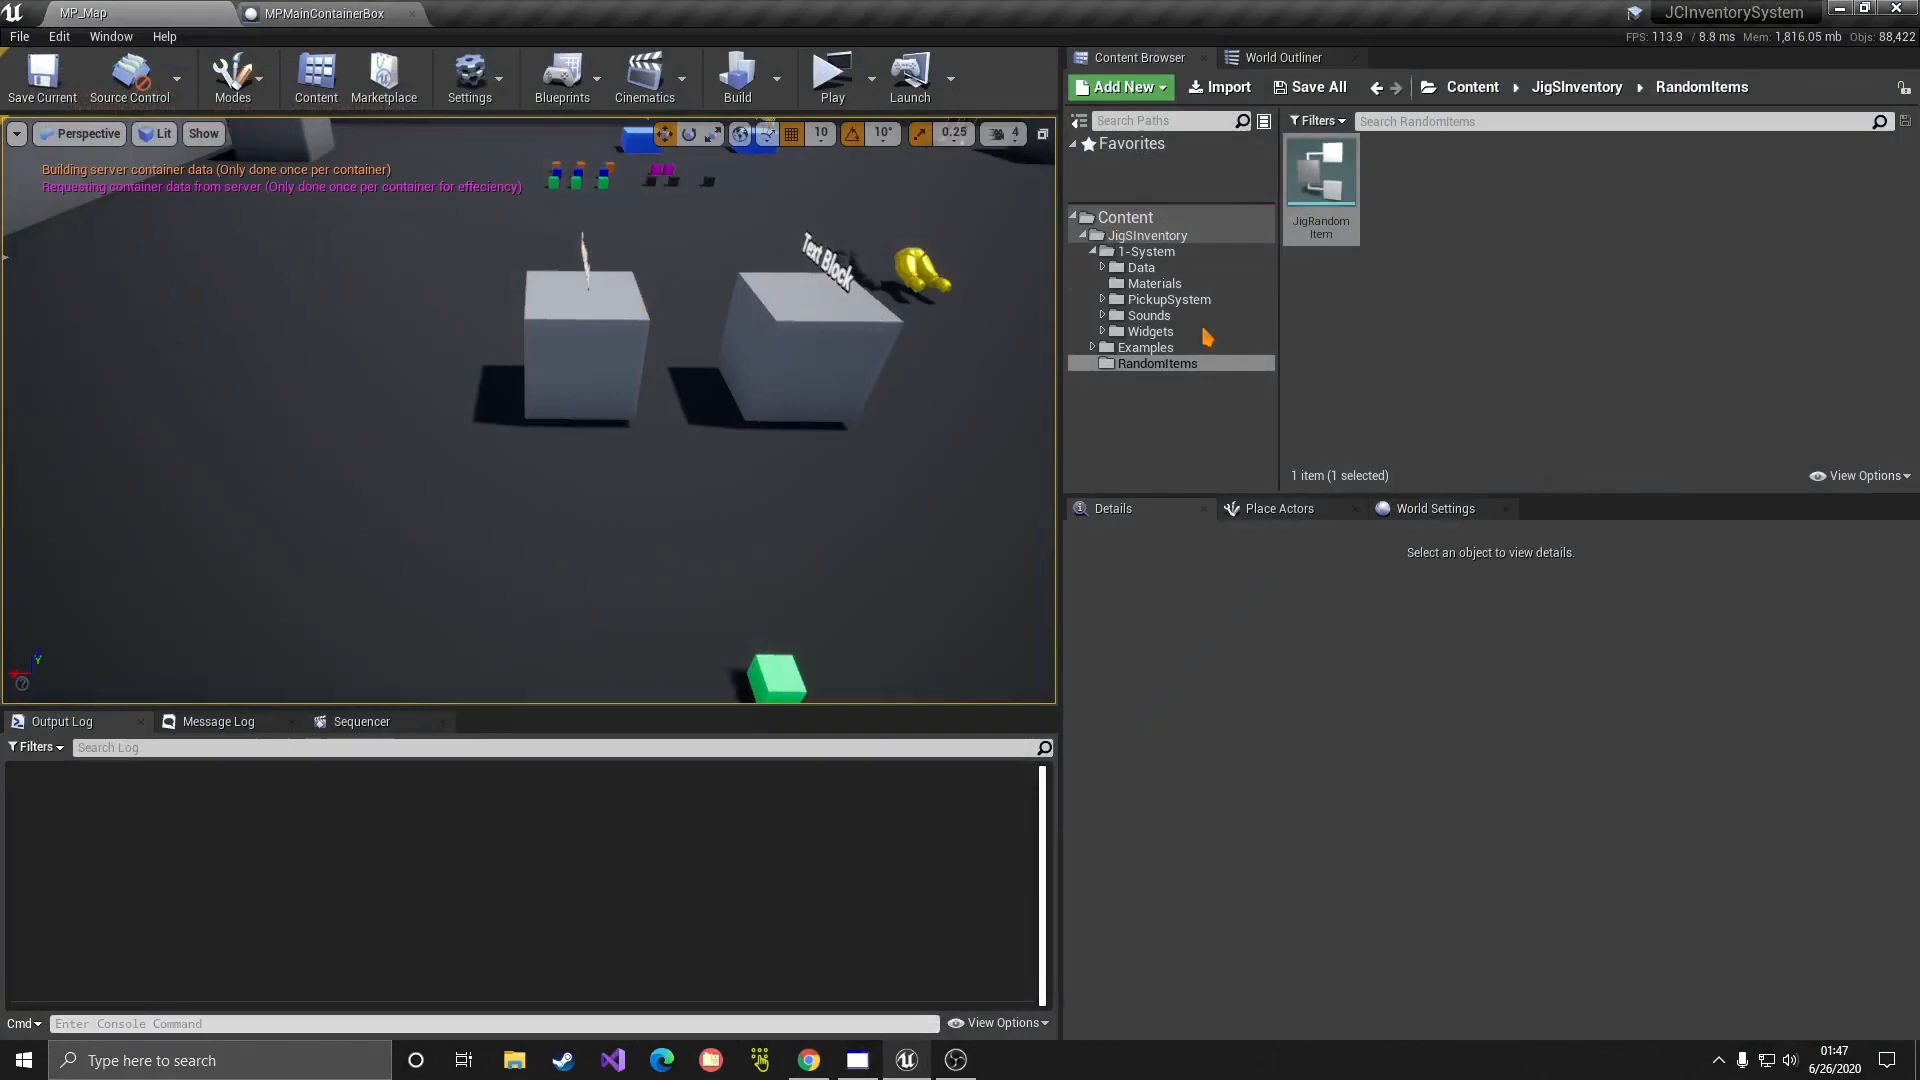 MP_Map
MPMainContainerBox
JCInventorySystem
File Edit Window Help
FPS: 113.9 / 8.8 ms Mem: 1,816.05 mb Objs: 88,422
Save Current
Source Control
Modes
Content
Marketplace
Settings
Blueprints
Cinematics
Build
Play
Launch
Content Browser
World Outliner
Add New
Import
Save All
Content
JigSInventory
RandomItems
Search Paths
Filters
Search RandomItems
Favorites
Content
JigSInventory
1-System
Data
Materials
PickupSystem
Sounds
Widgets
Examples
RandomItems
JigRandom
Item
1 item (1 selected)
View Options
Perspective
Lit
Show
10
10°
0.25
4
Building server container data (Only done once per container)
Requesting container data from server (Only done once per container for effeciency)
Text Block
Y
Details
Place Actors
World Settings
Select an object to view details.
Output Log
Message Log
Sequencer
Filters
Search Log
Cmd
Enter Console Command
View Options
Type here to search
01:47
6/26/2020